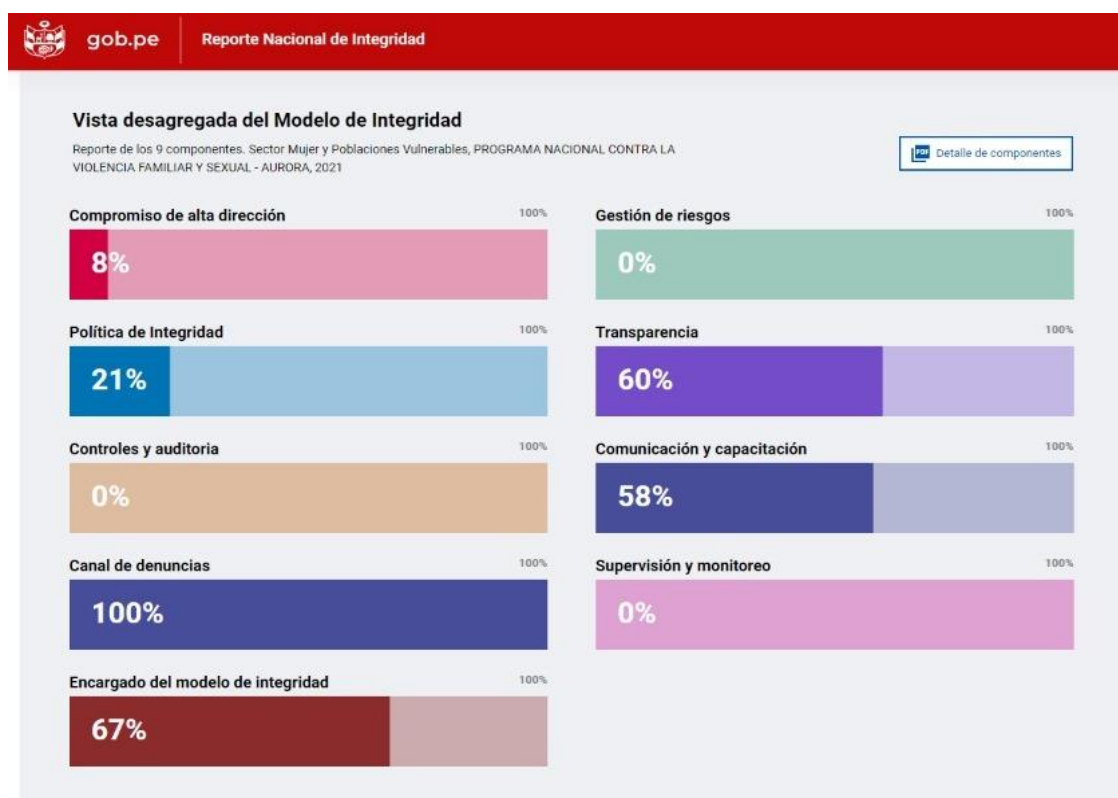 gob.pe
Reporte Nacional de Integridad
Vista desagregada del Modelo de Integridad
Reporte de los 9 componentes. Sector Mujer y Poblaciones Vulnerables, PROGRAMA NACIONAL CONTRA LA
VIOLENCIA FAMILIAR Y SEXUAL - AURORA, 2021
PDF
Detalle de componentes
Compromiso de alta dirección
100%
8%
Gestión de riesgos
100%
0%
Política de Integridad
100%
21%
Transparencia
100%
60%
Controles y auditoria
100%
0%
Comunicación y capacitación
100%
58%
Canal de denuncias
100%
100%
Supervisión y monitoreo
100%
0%
Encargado del modelo de integridad
100%
67%